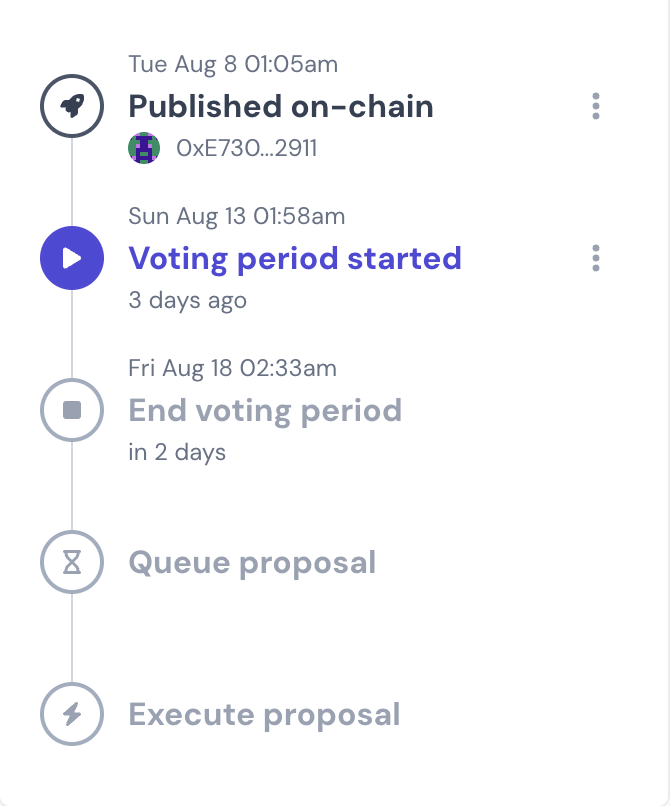 Tue Aug 8 01:05am
Published on-chain
0xE730...2911
Sun Aug 13 01:58am
Voting period started
3 days ago
Fri Aug 18 02:33am
End voting period
in 2 days
Queue proposal
Execute proposal